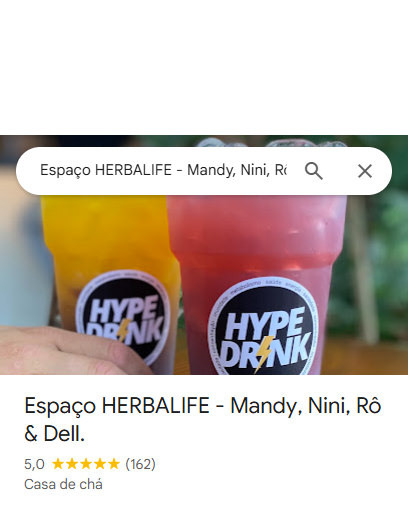 Espaço HERBALIFE - Mandy, Nini, Rô
HYPE
DRINK
HYPE
DRINK
Espaço HERBALIFE - Mandy, Nini, Rô
& Dell.
5,0 ★★★★★ (162)
Casa de chá